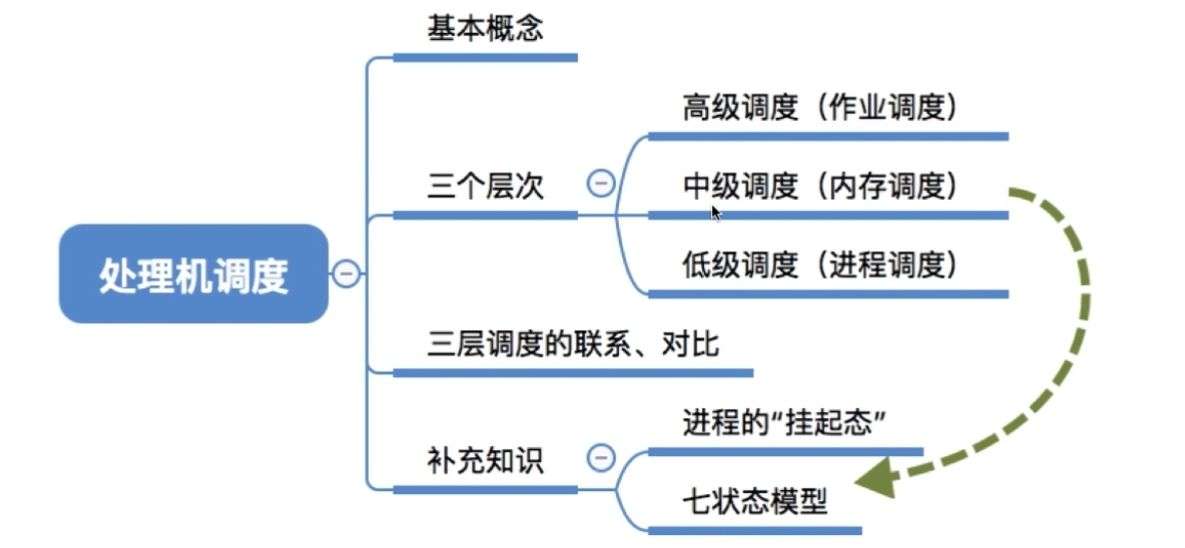 基本概念
高级调度（作业调度）
三个层次
中级调度（内存调度）
低级调度（进程调度）
处理机调度
三层调度的联系、对比
进程的“挂起态”
补充知识
七状态模型